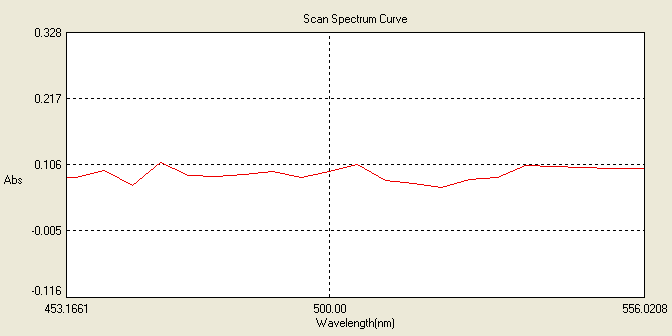 Scan Spectrum Curve
0.328
0.217
0.106
Abs
-0.005
-0.116
453.1661 500.00 556.0208
Wavelength(nm)